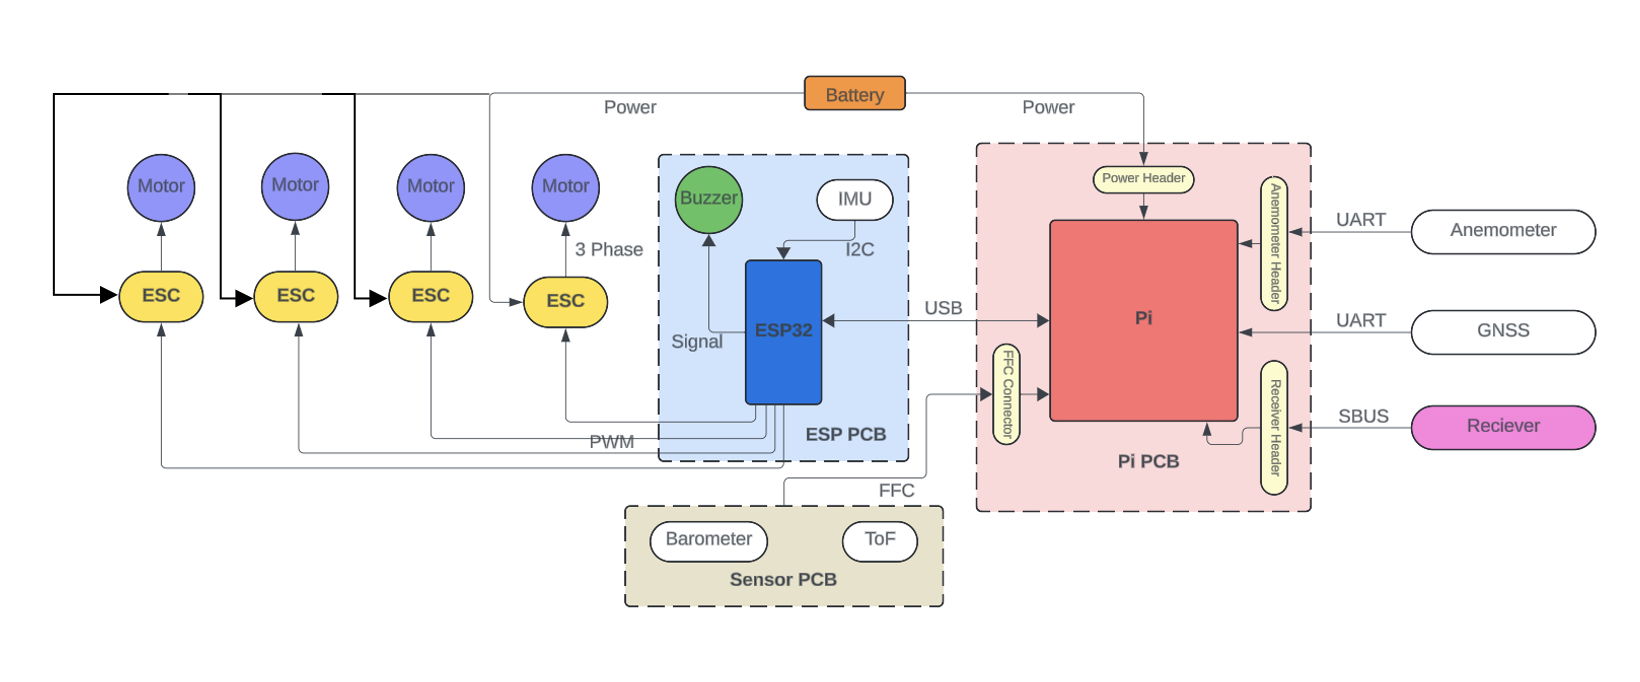 Battery
Power
Power
Motor
Motor
Motor
Motor
Buzzer
IMU
Power Header
Anemometer Header
UART
Anemometer
3 Phase
I2C
ESC
ESC
ESC
ESC
ESP32
Signal
USB
Pi
UART
GNSS
FFC Connector
Receiver Header
SBUS
Reciever
ESP PCB
PWM
Pi PCB
FFC
Barometer
ToF
Sensor PCB